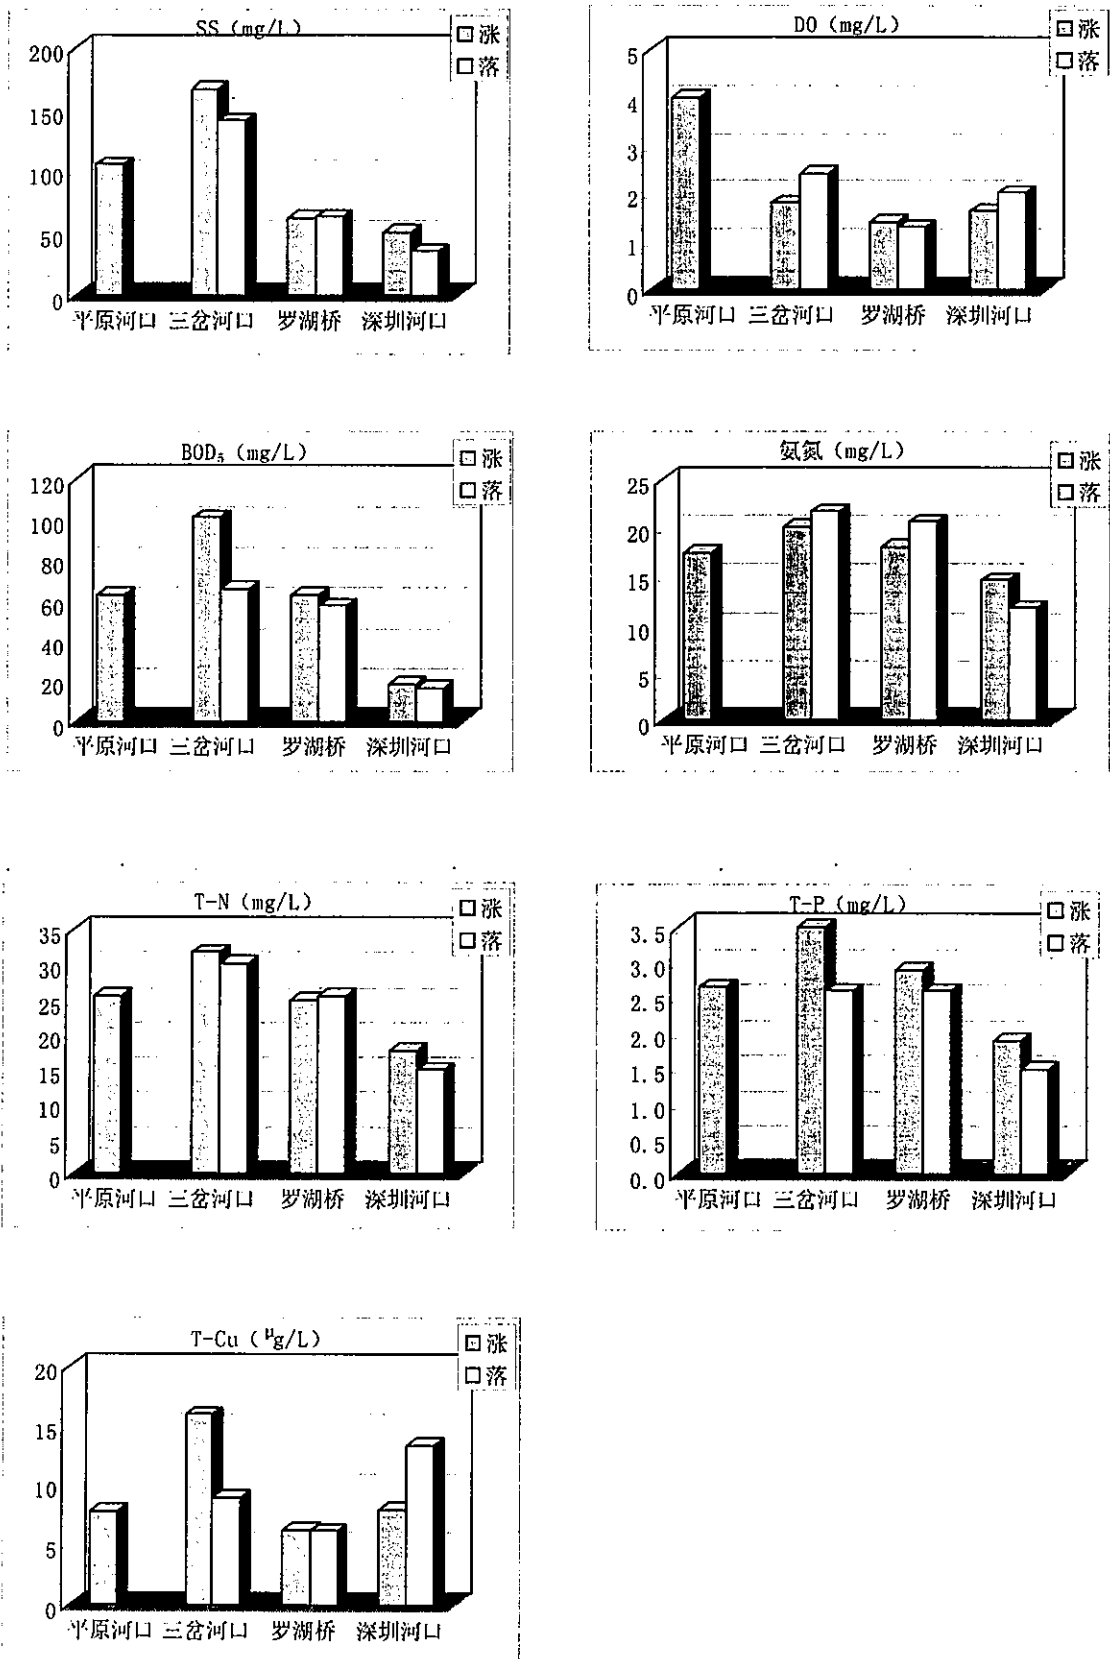 SS (mg/L)
涨
落
200
150
100
50
0
平原河口 三岔河口 罗湖桥 深圳河口
DO (mg/L)
涨
落
5
4
3
2
1
0
平原河口 三岔河口 罗湖桥 深圳河口
BOD₅ (mg/L)
涨
落
120
100
80
60
40
20
0
平原河口 三岔河口 罗湖桥 深圳河口
氨氮 (mg/L)
涨
落
25
20
15
10
5
0
平原河口 三岔河口 罗湖桥 深圳河口
T-N (mg/L)
涨
落
35
30
25
20
15
10
5
0
平原河口 三岔河口 罗湖桥 深圳河口
T-P (mg/L)
涨
落
3.5
3.0
2.5
2.0
1.5
1.0
0.5
0.0
平原河口 三岔河口 罗湖桥 深圳河口
T-Cu (μg/L)
涨
落
20
15
10
5
0
平原河口 三岔河口 罗湖桥 深圳河口